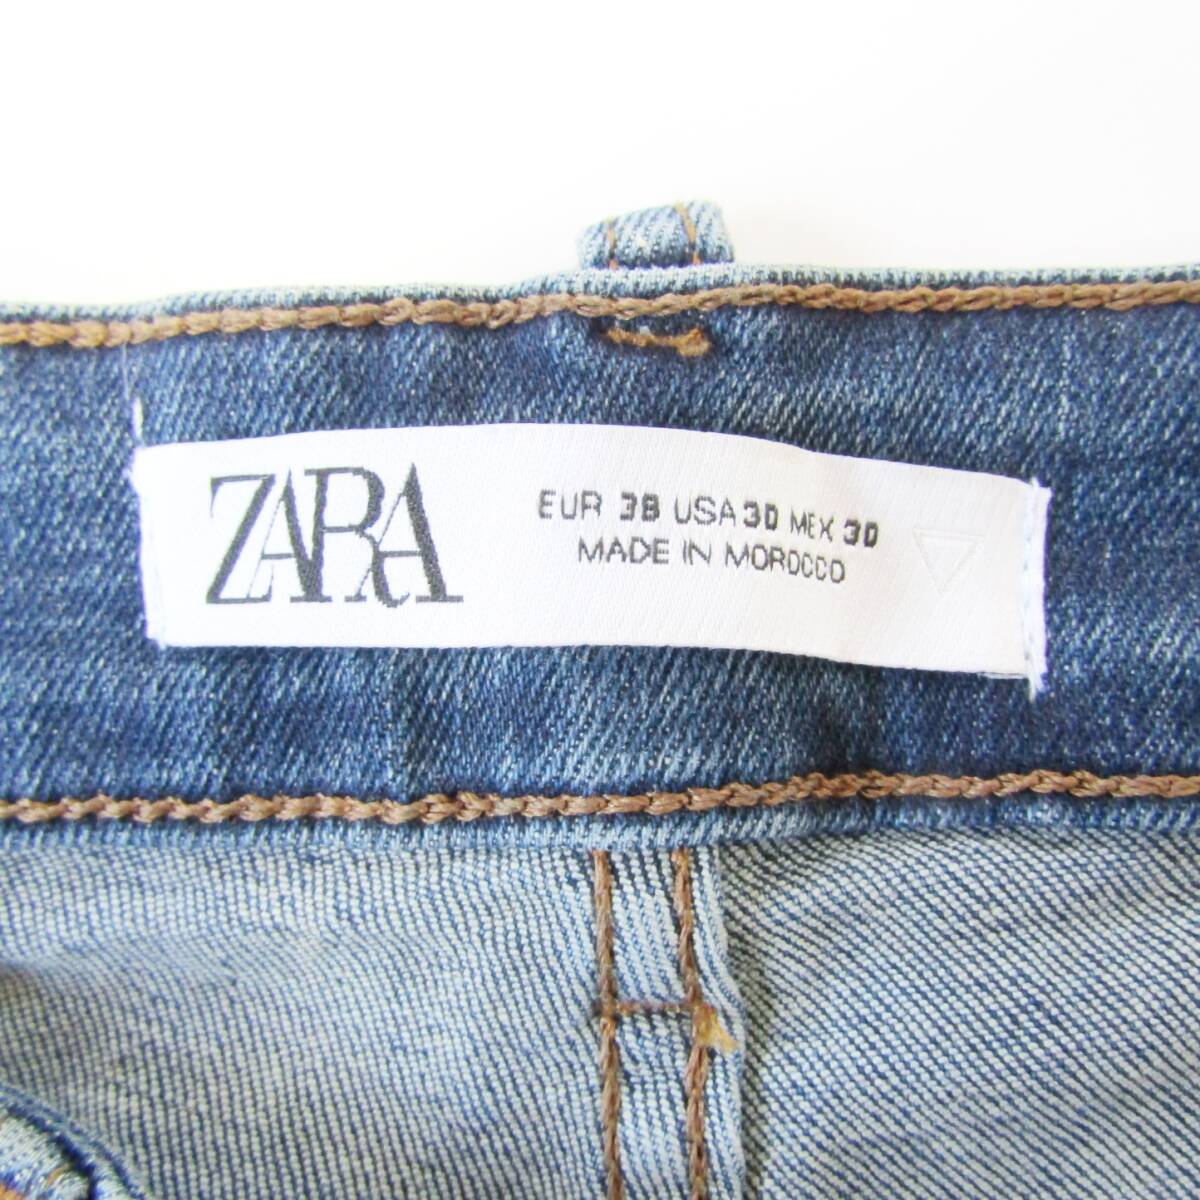 ZARA
EUR 38 USA 30 MEX 30
MADE IN MOROCCO